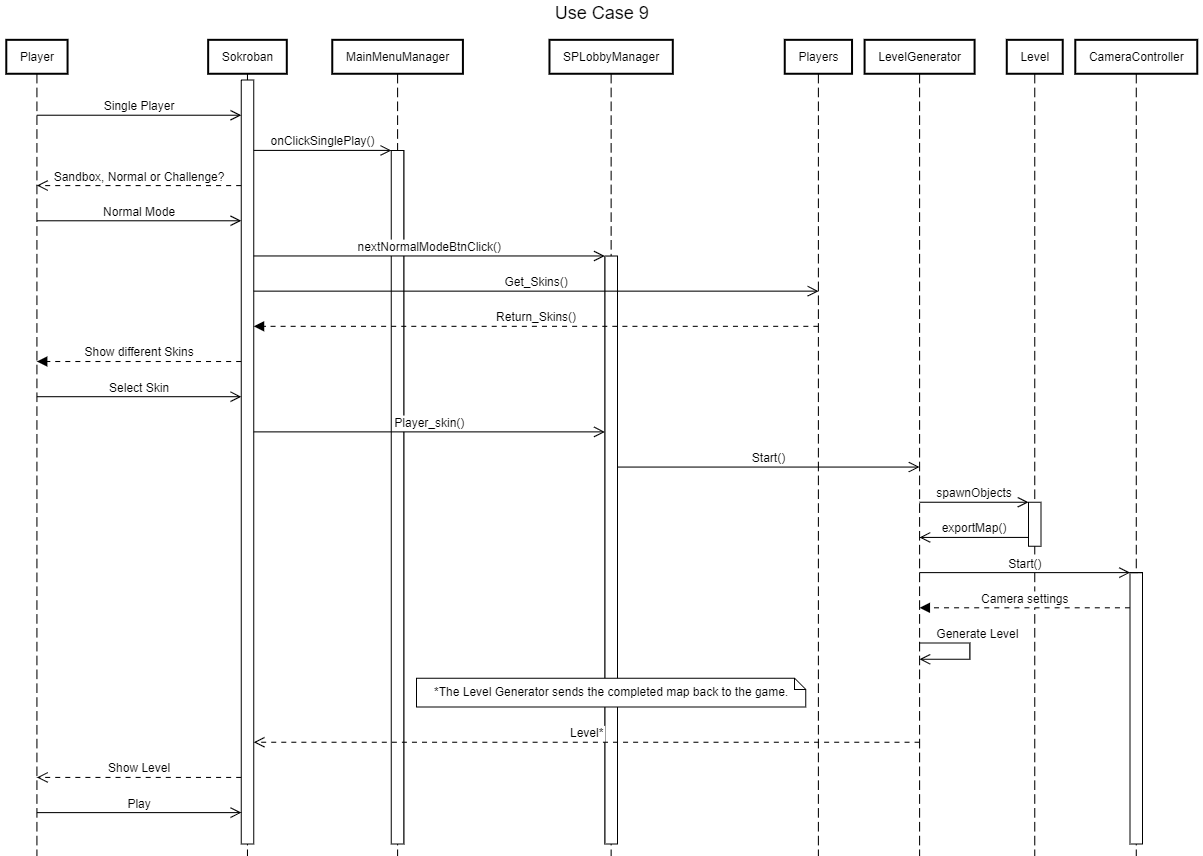 Use Case 9
Player
Sokroban
MainMenuManager
SPLobbyManager
Players
LevelGenerator
Level
CameraController
Single Player
onClickSinglePlay()
Sandbox, Normal or Challenge?
Normal Mode
nextNormalModeBtnClick()
Get_Skins()
Return_Skins()
Show different Skins
Select Skin
Player_skin()
Start()
spawnObjects
exportMap()
Start()
Camera settings
Generate Level
*The Level Generator sends the completed map back to the game.
Level*
Show Level
Play